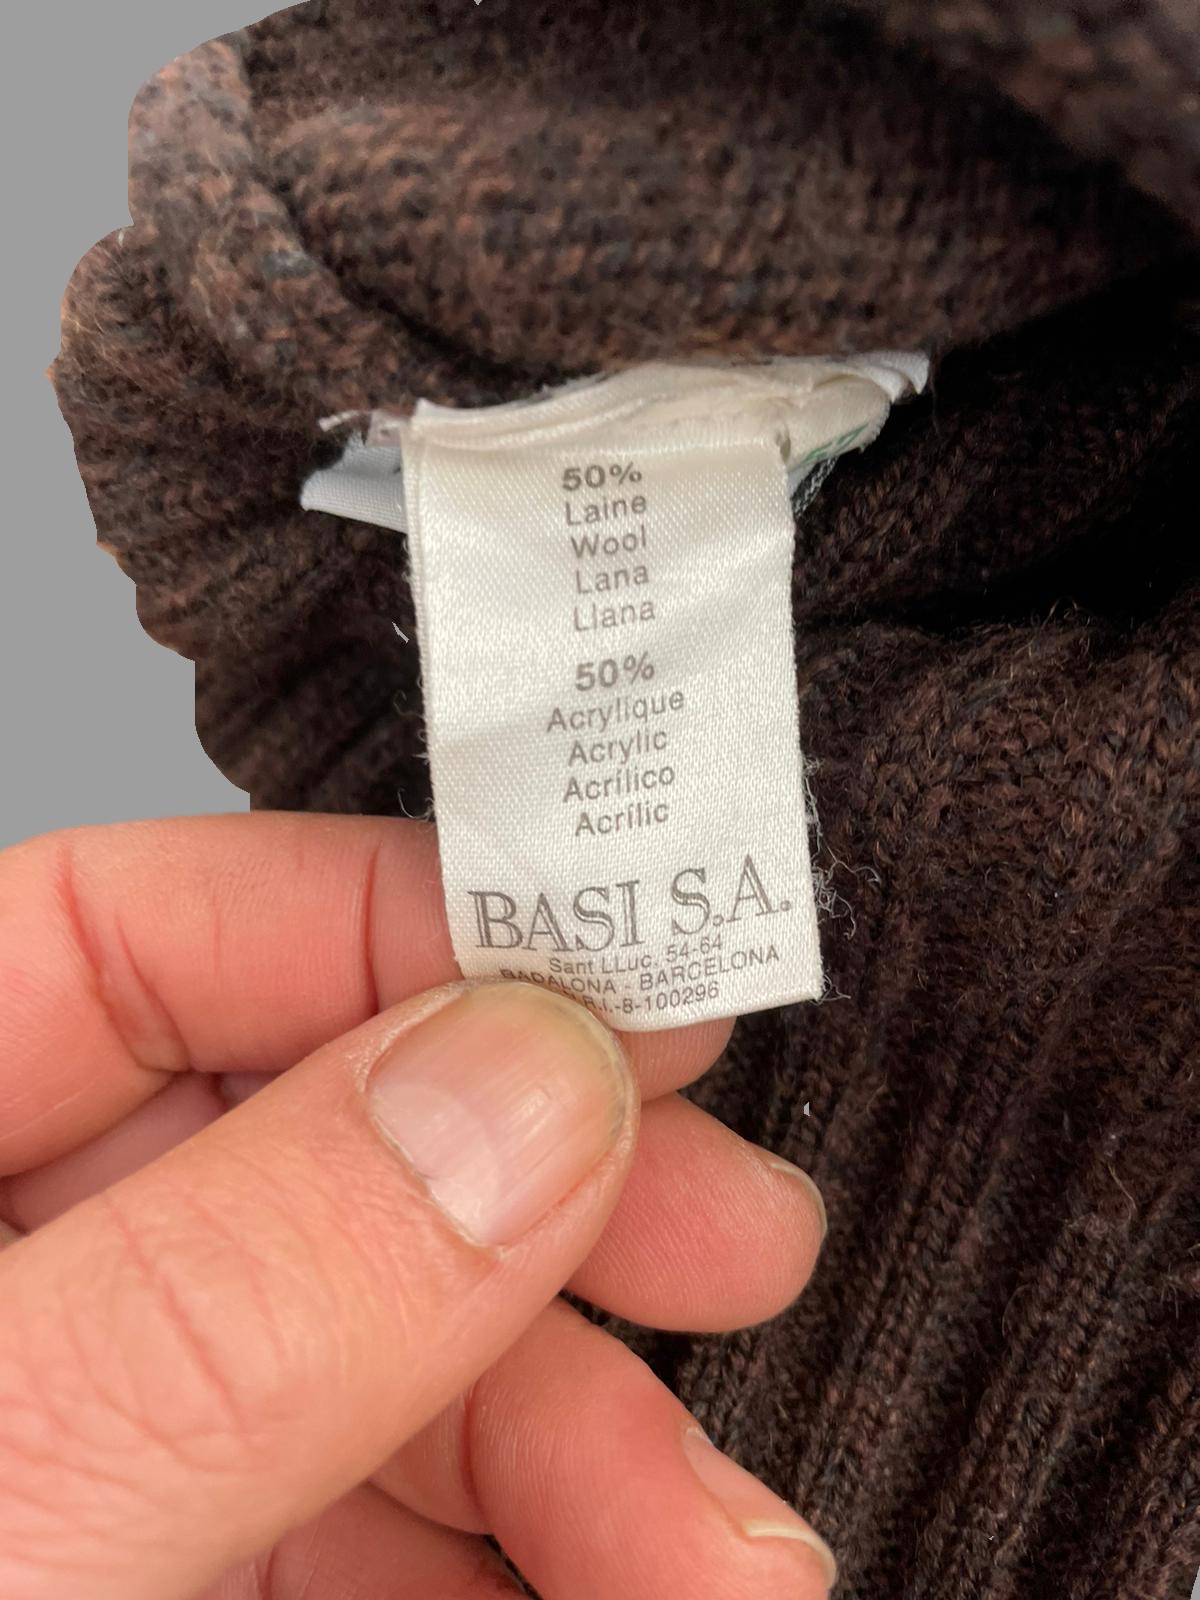 50%
Laine
Wool
Lana
Llana
50%
Acrylique
Acrylic
Acrílico
Acrílic
BASI S.A.
Sant LLuc, 54-64
BADALONA - BARCELONA
R.I.-8-100296